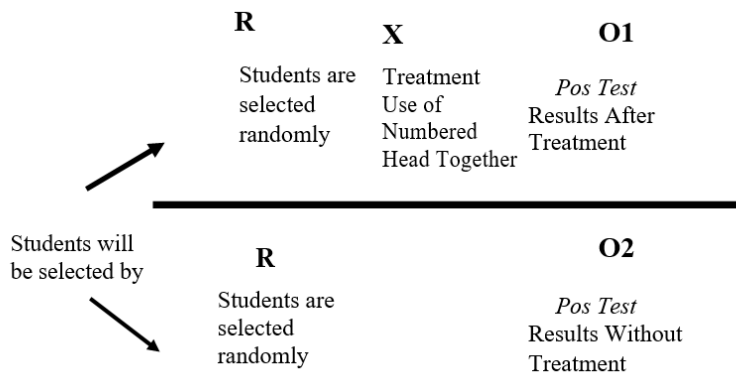 R
X
O1
Students are
selected
randomly
Treatment
Use of
Numbered
Head Together
Pos Test
Results After
Treatment
Students will
be selected by
R
O2
Students are
selected
randomly
Pos Test
Results Without
Treatment